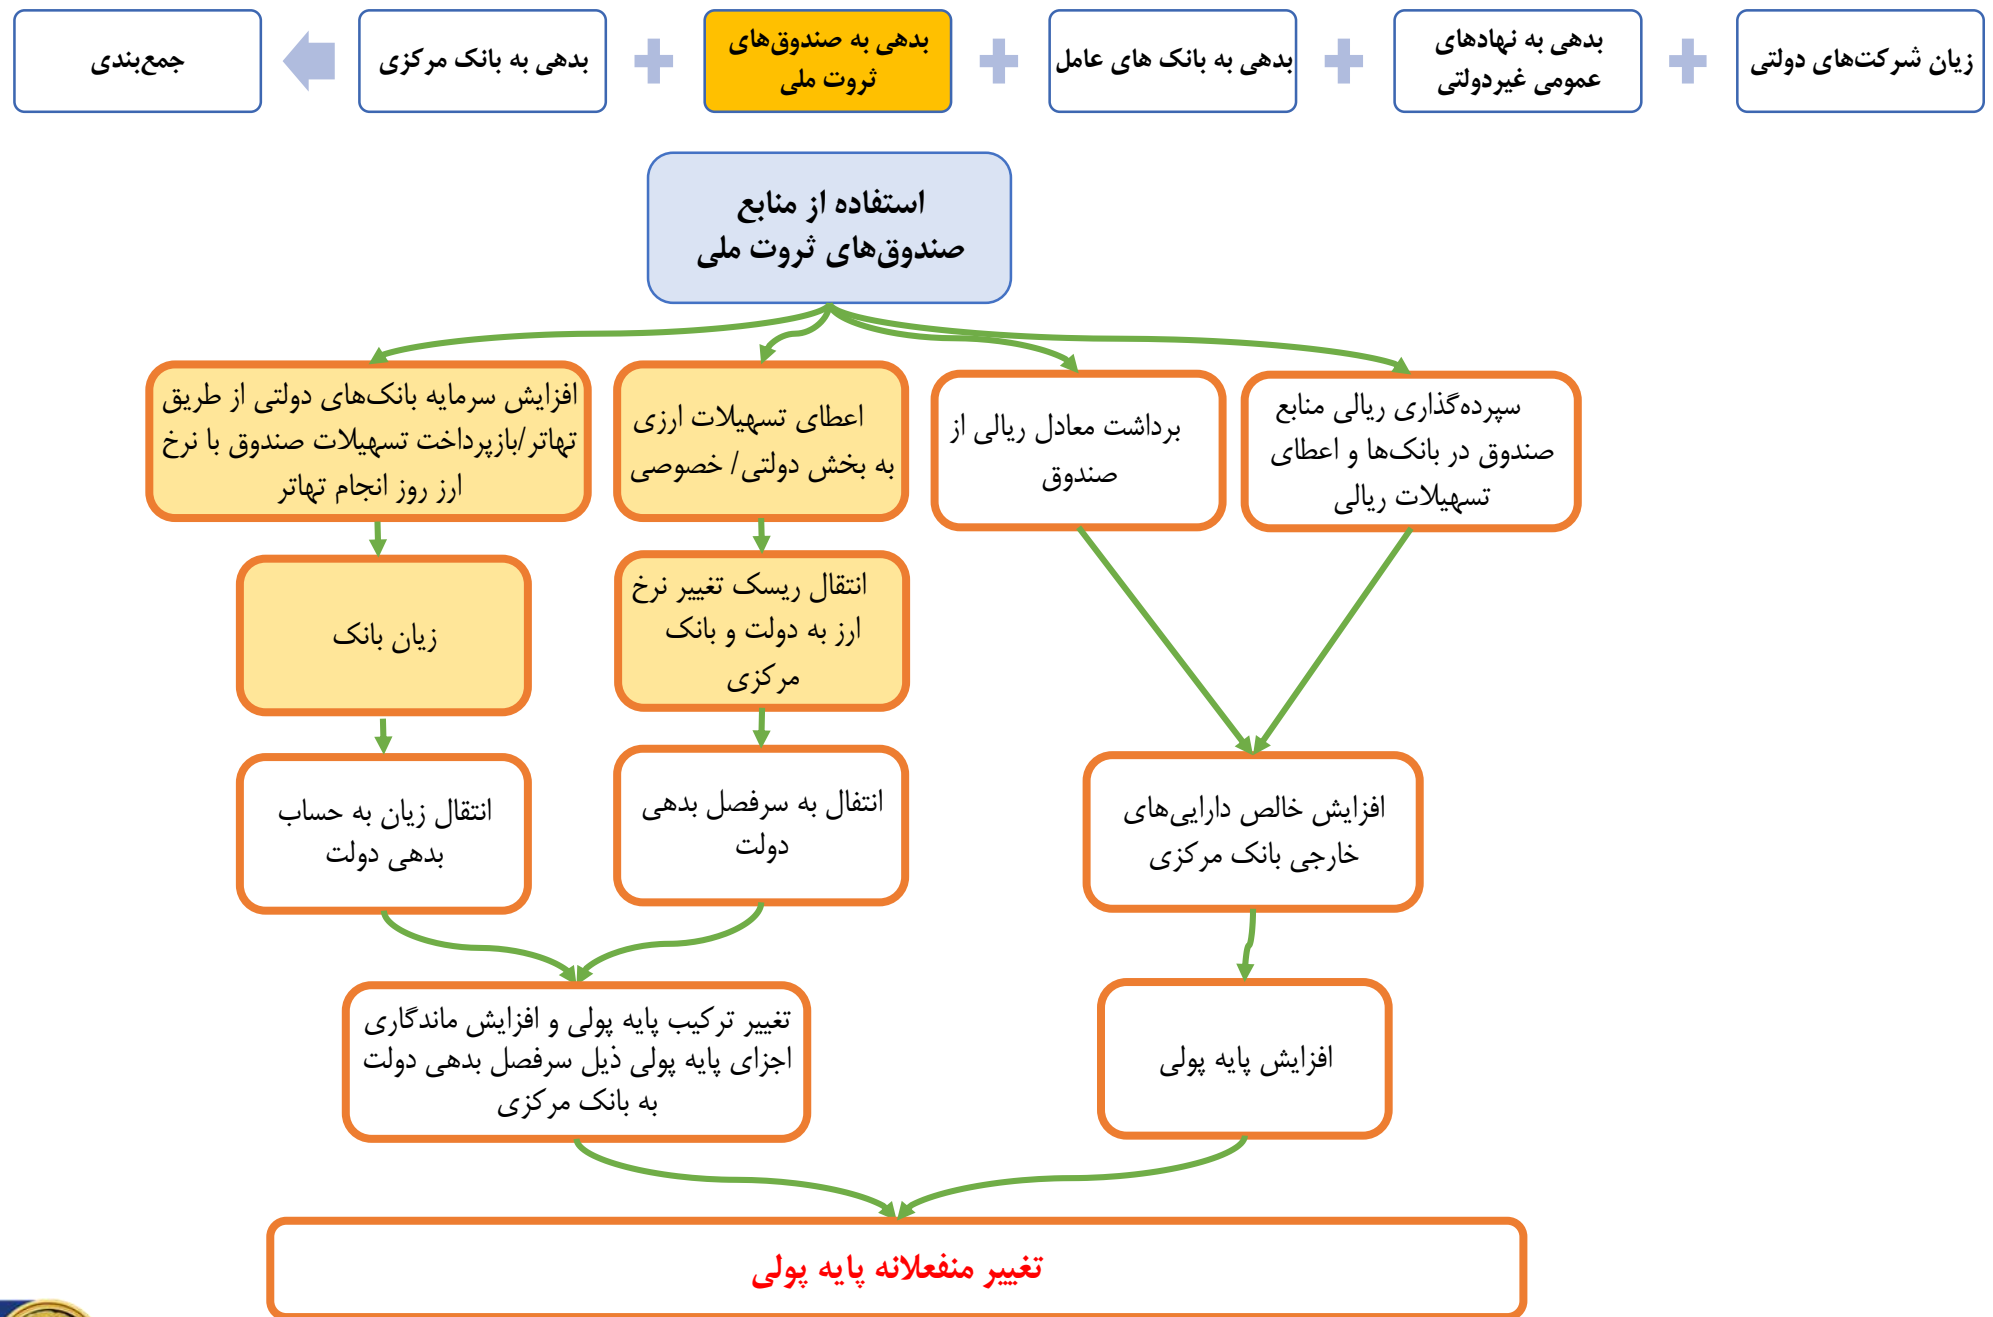 زیان شرکت‌های دولتی
بدهی به نهادهای
عمومی غیردولتی
بدهی به بانک های عامل
بدهی به صندوق‌های
ثروت ملی
بدهی به بانک مرکزی
جمع‌بندی
استفاده از منابع
صندوق‌های ثروت ملی
سپرده‌گذاری ریالی منابع
صندوق در بانک‌ها و اعطای
تسهیلات ریالی
برداشت معادل ریالی از
صندوق
اعطای تسهیلات ارزی
به بخش دولتی/ خصوصی
افزایش سرمایه بانک‌های دولتی از طریق
تهاتر/بازپرداخت تسهیلات صندوق با نرخ
ارز روز انجام تهاتر
انتقال ریسک تغییر نرخ
ارز به دولت و بانک
مرکزی
زیان بانک
افزایش خالص دارایی‌های
خارجی بانک مرکزی
انتفال به سرفصل بدهی
دولت
انتقال زیان به حساب
بدهی دولت
افزایش پایه پولی
تغییر ترکیب پایه پولی و افزایش ماندگاری
اجزای پایه پولی ذیل سرفصل بدهی دولت
به بانک مرکزی
تغییر منفعلانه پایه پولی